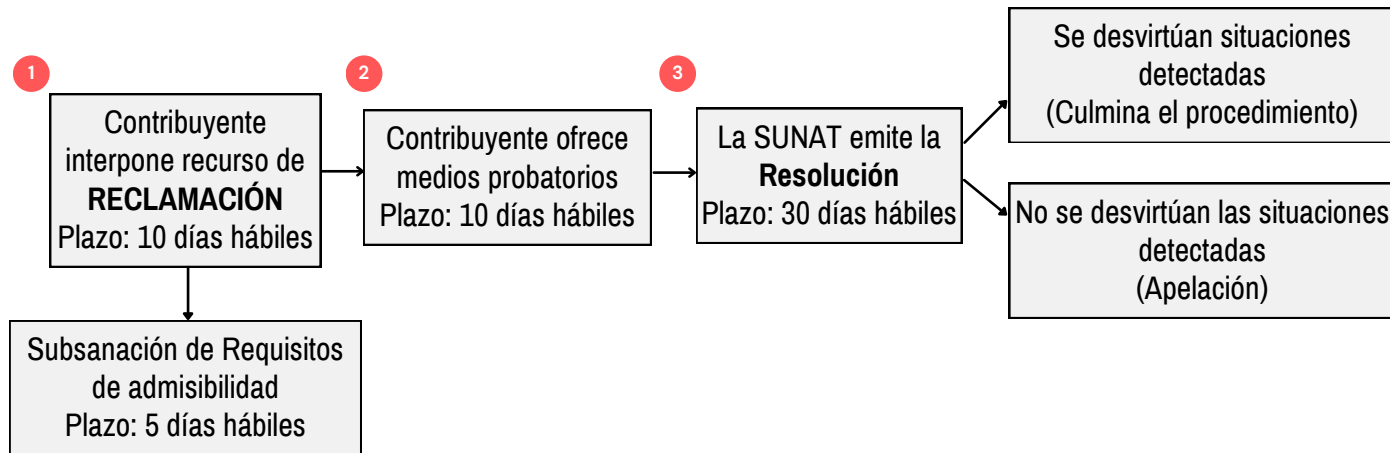 1
Contribuyente
interpone recurso de
RECLAMACIÓN
Plazo: 10 días hábiles
Subsanación de Requisitos
de admisibilidad
Plazo: 5 días hábiles
2
Contribuyente ofrece
medios probatorios
Plazo: 10 días hábiles
3
La SUNAT emite la
Resolución
Plazo: 30 días hábiles
Se desvirtúan situaciones
detectadas
(Culmina el procedimiento)
No se desvirtúan las situaciones
detectadas
(Apelación)